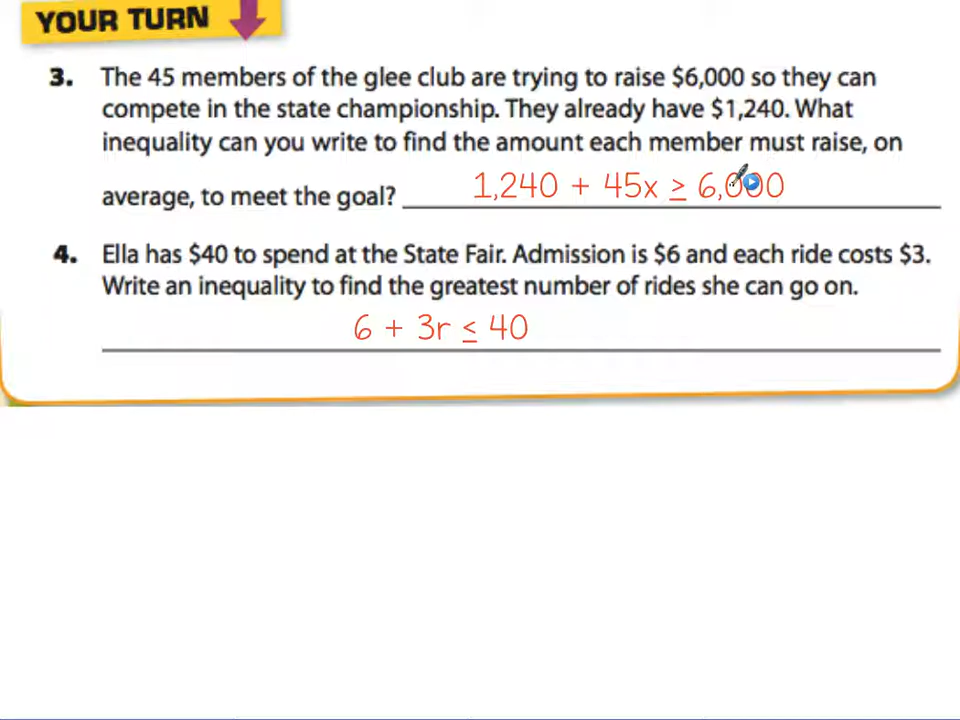 YOUR TURN
3. The 45 members of the glee club are trying to raise $6,000 so they can
compete in the state championship. They already have $1,240. What
inequality can you write to find the amount each member must raise, on
average, to meet the goal? 1,240 + 45x ≥ 6,000
4. Ella has $40 to spend at the State Fair. Admission is $6 and each ride costs $3.
Write an inequality to find the greatest number of rides she can go on.
6 + 3r ≤ 40